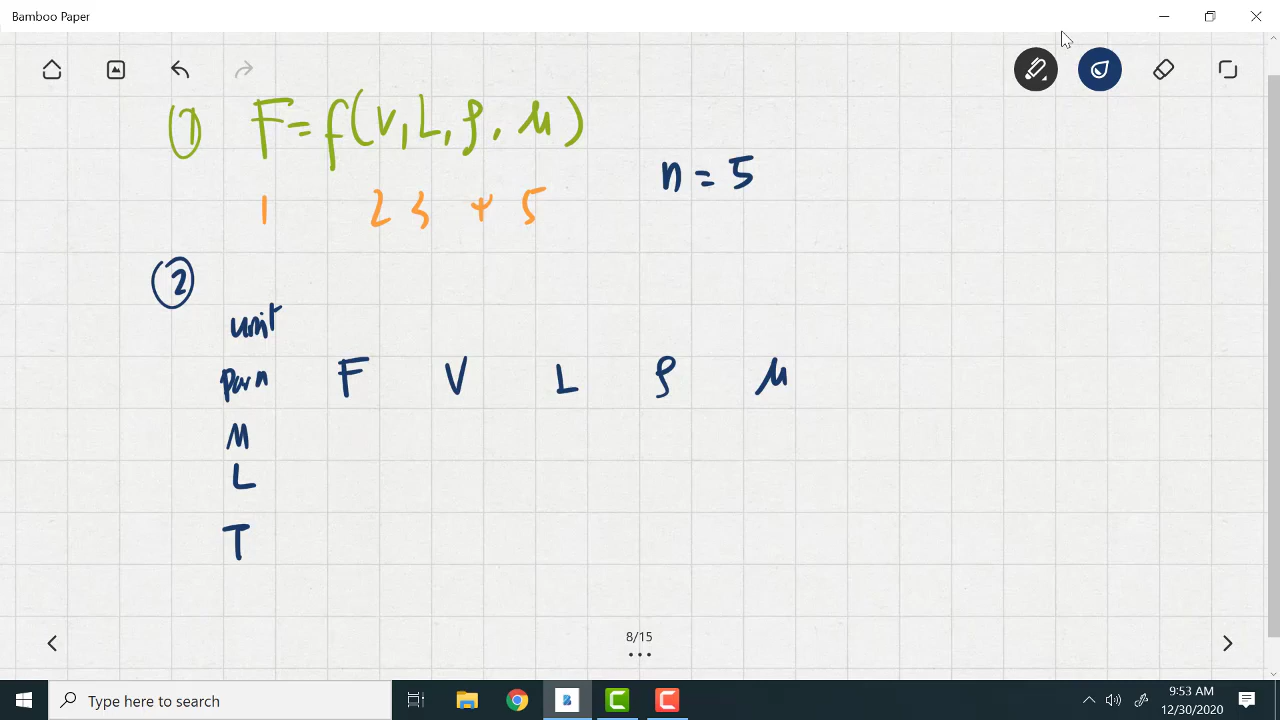 Bamboo Paper
① F=f(V,L,ρ,μ)
n = 5
1 2 3 4 5
②
unit
parn F V L ρ μ
M
L
T
8/15
Type here to search
9:53 AM
12/30/2020